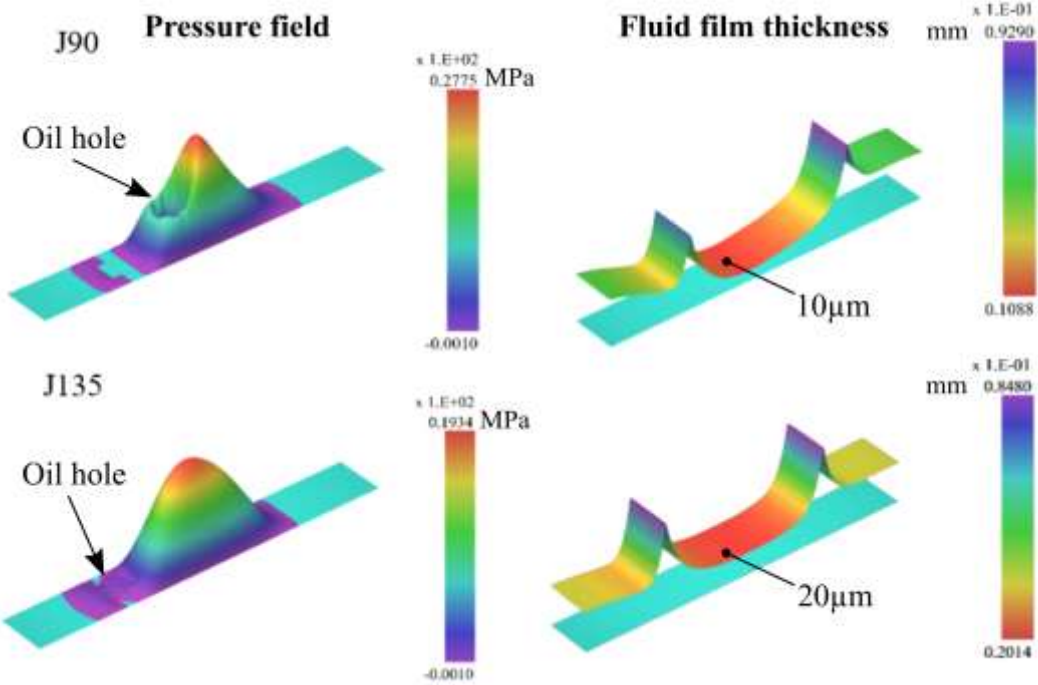 Pressure field
Fluid film thickness
J90
x 1.E+02
0.2775 MPa
Oil hole
-0.0010
x 1.E-01
mm 0.9290
10µm
0.1088
J135
x 1.E+02
0.1934 MPa
Oil hole
-0.0010
x 1.E-01
mm 0.8480
20µm
0.2014